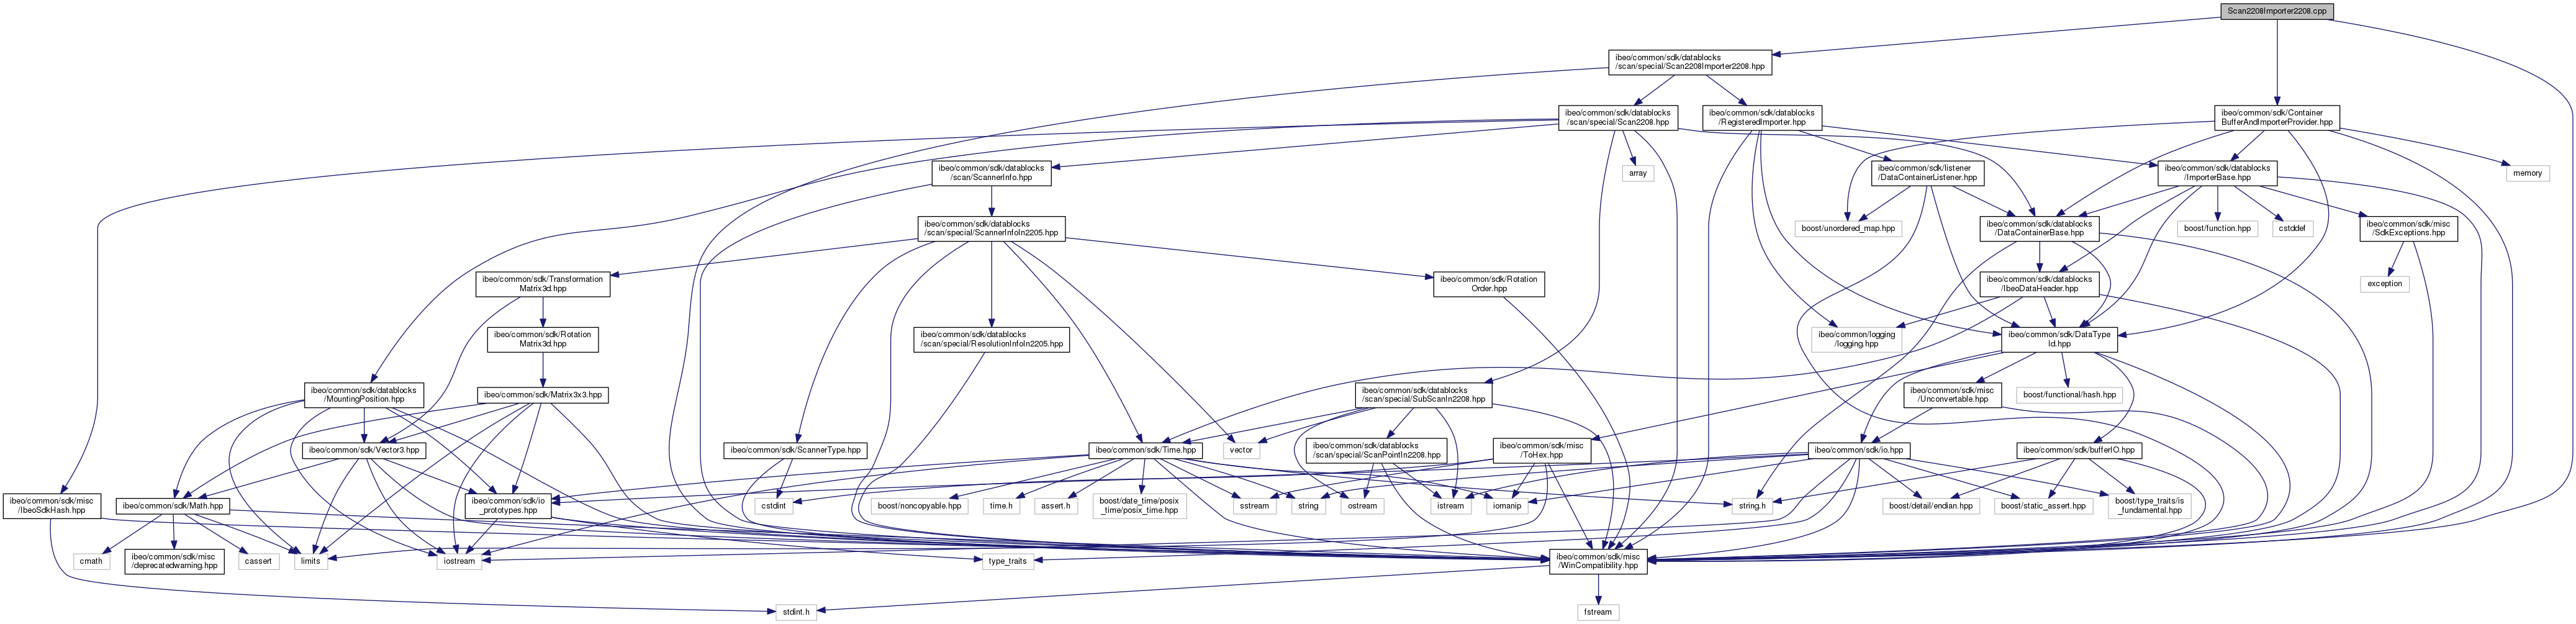 Scan2208Importer2208.cpp
ibeo/common/sdk/datablocks
/scan/special/Scan2208Importer2208.hpp
ibeo/common/sdk/datablocks
/scan/special/Scan2208.hpp
ibeo/common/sdk/datablocks
/RegisteredImporter.hpp
ibeo/common/sdk/Container
BufferAndImporterProvider.hpp
ibeo/common/sdk/datablocks
/scan/ScannerInfo.hpp
array
ibeo/common/sdk/listener
/DataContainerListener.hpp
ibeo/common/sdk/datablocks
/ImporterBase.hpp
memory
ibeo/common/sdk/datablocks
/scan/special/ScannerInfoIn2205.hpp
boost/unordered_map.hpp
ibeo/common/sdk/datablocks
/DataContainerBase.hpp
boost/function.hpp
cstddef
ibeo/common/sdk/misc
/SdkExceptions.hpp
ibeo/common/sdk/Transformation
Matrix3d.hpp
ibeo/common/sdk/Rotation
Order.hpp
ibeo/common/sdk/datablocks
/IbeoDataHeader.hpp
exception
ibeo/common/sdk/Rotation
Matrix3d.hpp
ibeo/common/sdk/datablocks
/scan/special/ResolutionInfoIn2205.hpp
ibeo/common/logging
/logging.hpp
ibeo/common/sdk/DataType
Id.hpp
ibeo/common/sdk/datablocks
/MountingPosition.hpp
ibeo/common/sdk/Matrix3x3.hpp
ibeo/common/sdk/datablocks
/scan/special/SubScanIn2208.hpp
ibeo/common/sdk/misc
/Unconvertable.hpp
boost/functional/hash.hpp
ibeo/common/sdk/Vector3.hpp
ibeo/common/sdk/ScannerType.hpp
ibeo/common/sdk/Time.hpp
vector
ibeo/common/sdk/datablocks
/scan/special/ScanPointIn2208.hpp
ibeo/common/sdk/misc
/ToHex.hpp
ibeo/common/sdk/io.hpp
ibeo/common/sdk/bufferIO.hpp
ibeo/common/sdk/misc
/IbeoSdkHash.hpp
ibeo/common/sdk/Math.hpp
ibeo/common/sdk/io
_prototypes.hpp
cstdint
boost/noncopyable.hpp
time.h
assert.h
boost/date_time/posix
_time/posix_time.hpp
sstream
string
ostream
istream
iomanip
string.h
boost/detail/endian.hpp
boost/static_assert.hpp
boost/type_traits/is
_fundamental.hpp
cmath
ibeo/common/sdk/misc
/deprecatedwarning.hpp
cassert
limits
iostream
type_traits
ibeo/common/sdk/misc
/WinCompatibility.hpp
stdint.h
fstream